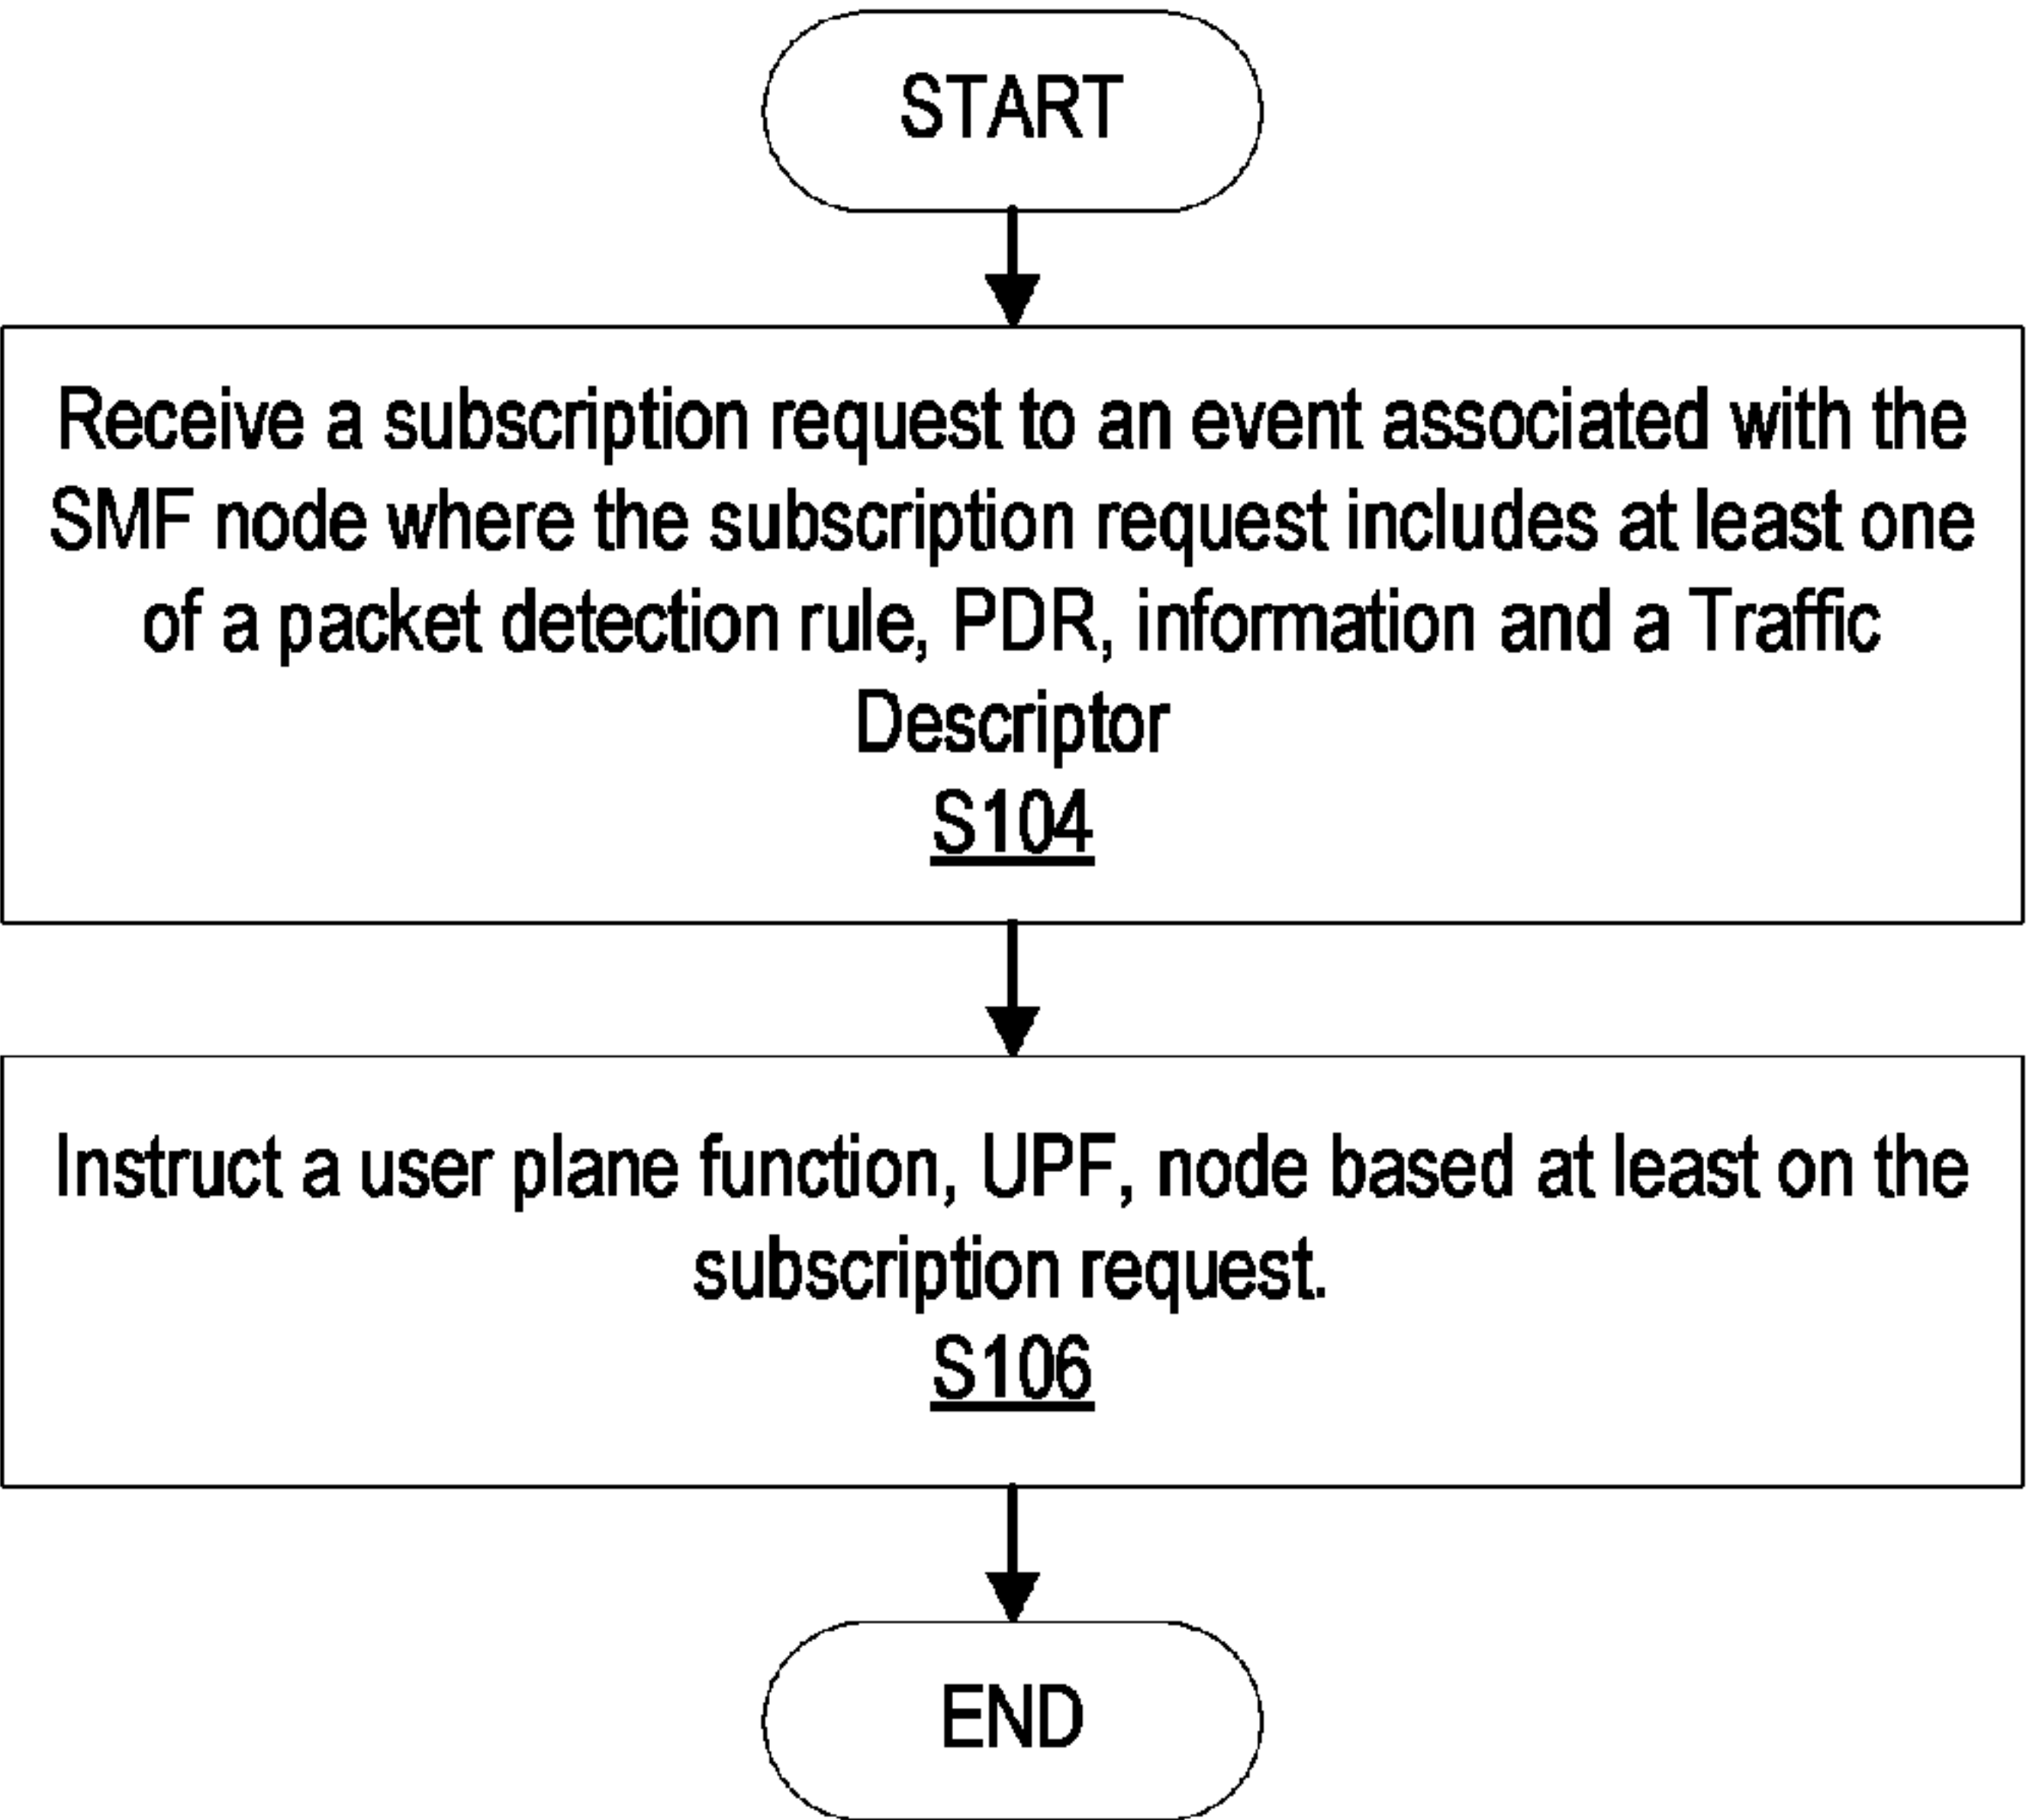 START
Receive a subscription request to an event associated with the
SMF node where the subscription request includes at least one
of a packet detection rule, PDR, information and a Traffic
Descriptor
S104
Instruct a user plane function, UPF, node based at least on the
subscription request.
S106
END